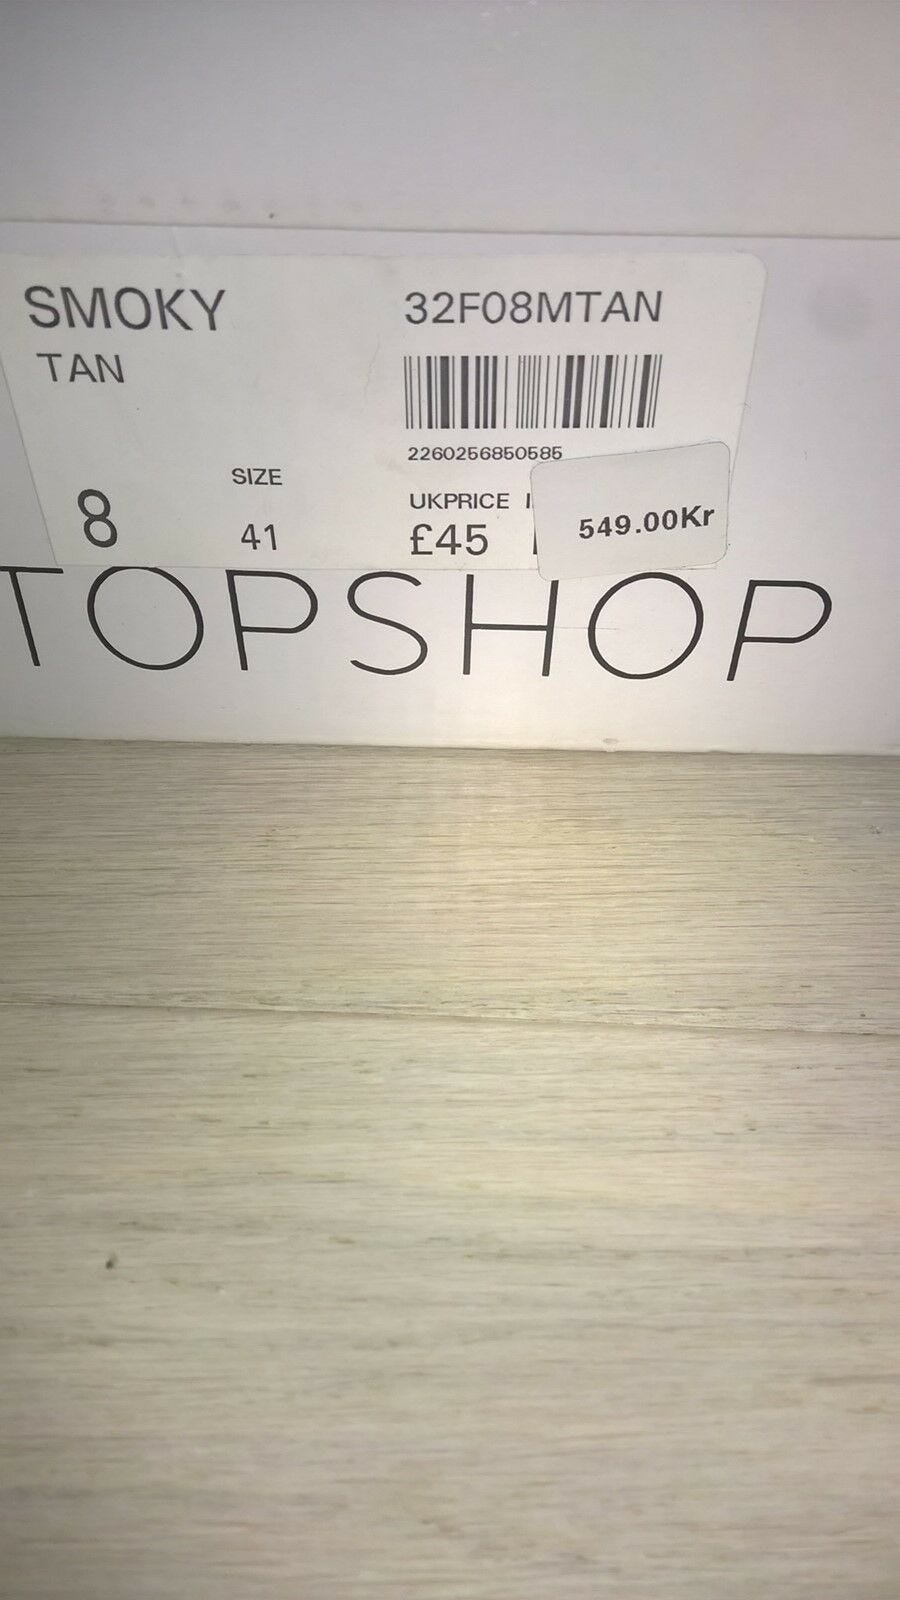 SMOKY
TAN
32F08MTAN
2260256850585
SIZE
8
41
UKPRICE
£45
549.00Kr
TOPSHOP